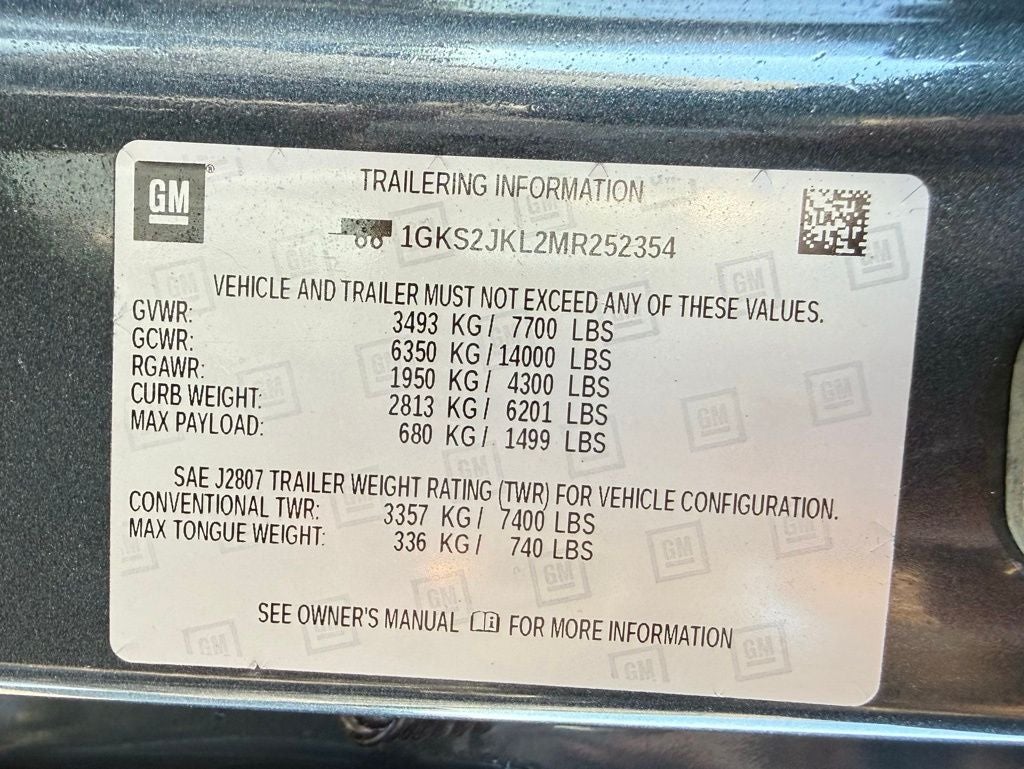 GM®
TRAILERING INFORMATION
1GKS2JKL2MR252354
VEHICLE AND TRAILER MUST NOT EXCEED ANY OF THESE VALUES.
GVWR: 3493 KG / 7700 LBS
GCWR: 6350 KG / 14000 LBS
RGAWR: 1950 KG / 4300 LBS
CURB WEIGHT: 2813 KG / 6201 LBS
MAX PAYLOAD: 680 KG / 1499 LBS
SAE J2807 TRAILER WEIGHT RATING (TWR) FOR VEHICLE CONFIGURATION.
CONVENTIONAL TWR: 3357 KG / 7400 LBS
MAX TONGUE WEIGHT: 336 KG / 740 LBS
SEE OWNER'S MANUAL FOR MORE INFORMATION